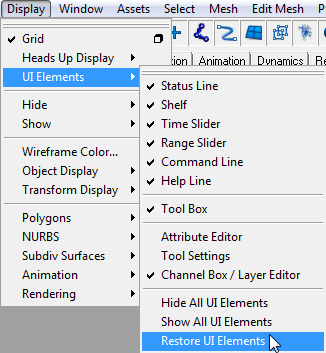 Display Window Assets Select Mesh Edit Mesh
Animation Dynamics
Grid
Heads Up Display
UI Elements
Hide
Show
Wireframe Color...
Object Display
Transform Display
Polygons
NURBS
Subdiv Surfaces
Animation
Rendering
Status Line
Shelf
Time Slider
Range Slider
Command Line
Help Line
Tool Box
Attribute Editor
Tool Settings
Channel Box / Layer Editor
Hide All UI Elements
Show All UI Elements
Restore UI Elements